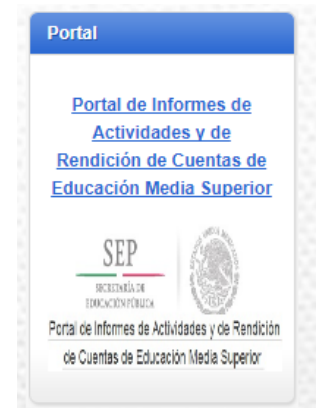 Portal
Portal de Informes de
Actividades y de
Rendición de Cuentas de
Educación Media Superior
SEP
SECRETARÍA DE
EDUCACIÓN PÚBLICA
Portal de Informes de Actividades y de Rendición
de Cuentas de Educación Media Superior